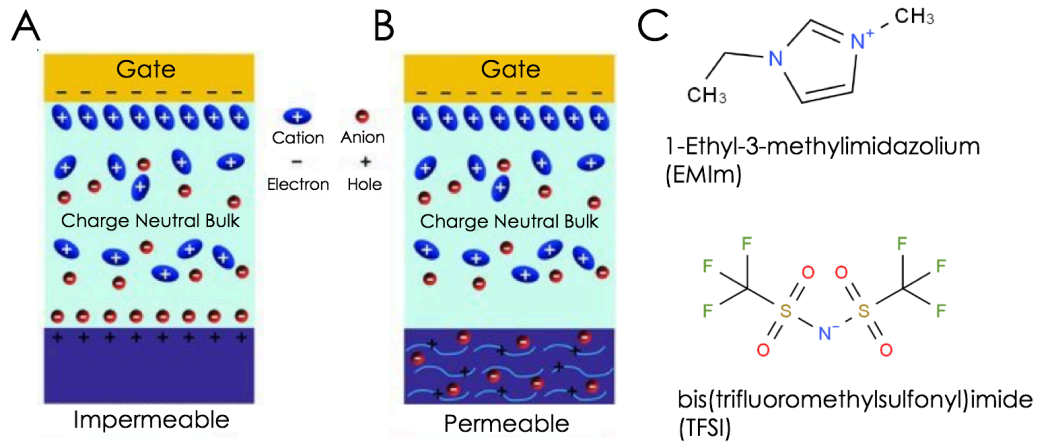 A
Gate
Charge Neutral Bulk
Impermeable
Cation
Anion
Electron
Hole
B
Gate
Charge Neutral Bulk
Permeable
C
N
N+
CH3
CH3
1-Ethyl-3-methylimidazolium
(EMIm)
F
F
F
F
F
F
O
O
S
S
O
N−
O
bis(trifluoromethylsulfonyl)imide
(TFSI)